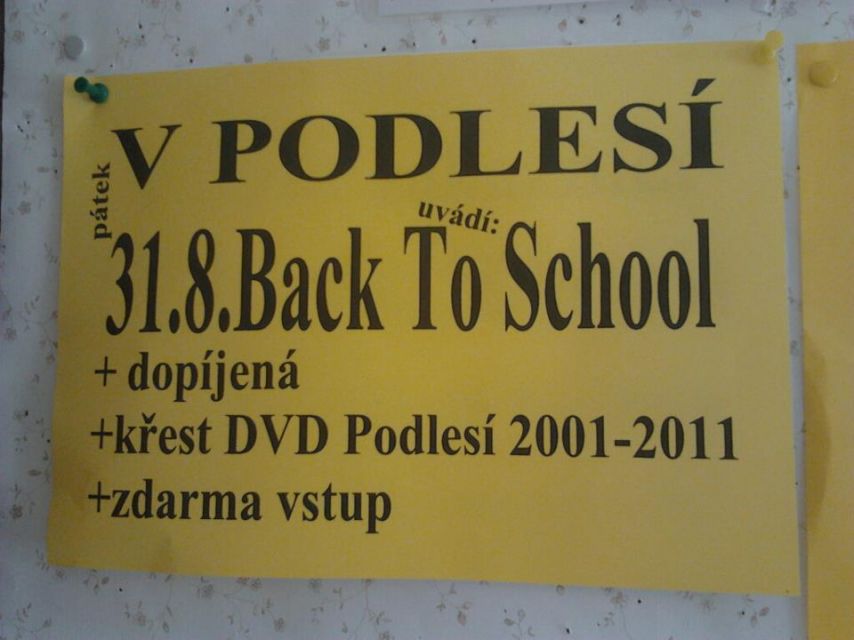 V PODLESÍ
pátek
uvádí:
31.8.Back To School
+ dopíjená
+křest DVD Podlesí 2001-2011
+zdarma vstup